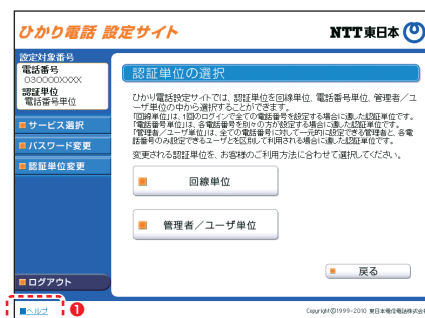 ひかり電話 設定サイト
NTT東日本
設定対象番号
電話番号
030000XXXX
認証単位
電話番号単位
サービス選択
パスワード変更
認証単位変更
ログアウト
ヘルプ
1
認証単位の選択
ひかり電話設定サイトでは、認証単位を回線単位、電話番号単位、管理者／ユ
ーザ単位の中から選択することができます。
「回線単位」は、1回のログインで全ての電話番号を設定する場合に適した認証単位です。
「電話番号単位」は、各電話番号を別々の方が設定する場合に適した認証単位です。
「管理者／ユーザ単位」は、全ての電話番号に対して一元的に設定できる管理者と、各電
話番号のみ設定できるユーザとを区別して利用される場合に適した認証単位です。
変更される認証単位を、お客様のご利用方法に合わせて選択してください。
回線単位
管理者／ユーザ単位
戻る
Copyright©1999-2010 東日本電信電話株式会社